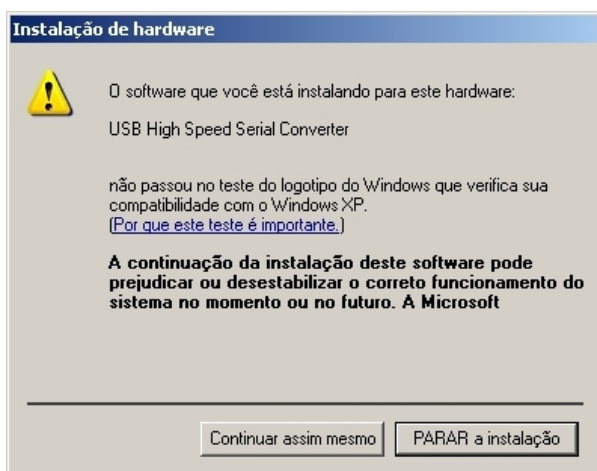 Instalação de hardware
O software que você está instalando para este hardware:
USB High Speed Serial Converter
não passou no teste do logotipo do Windows que verifica sua
compatibilidade com o Windows XP.
(Por que este teste é importante.)
A continuação da instalação deste software pode
prejudicar ou desestabilizar o correto funcionamento do
sistema no momento ou no futuro. A Microsoft
Continuar assim mesmo
PARAR a instalação